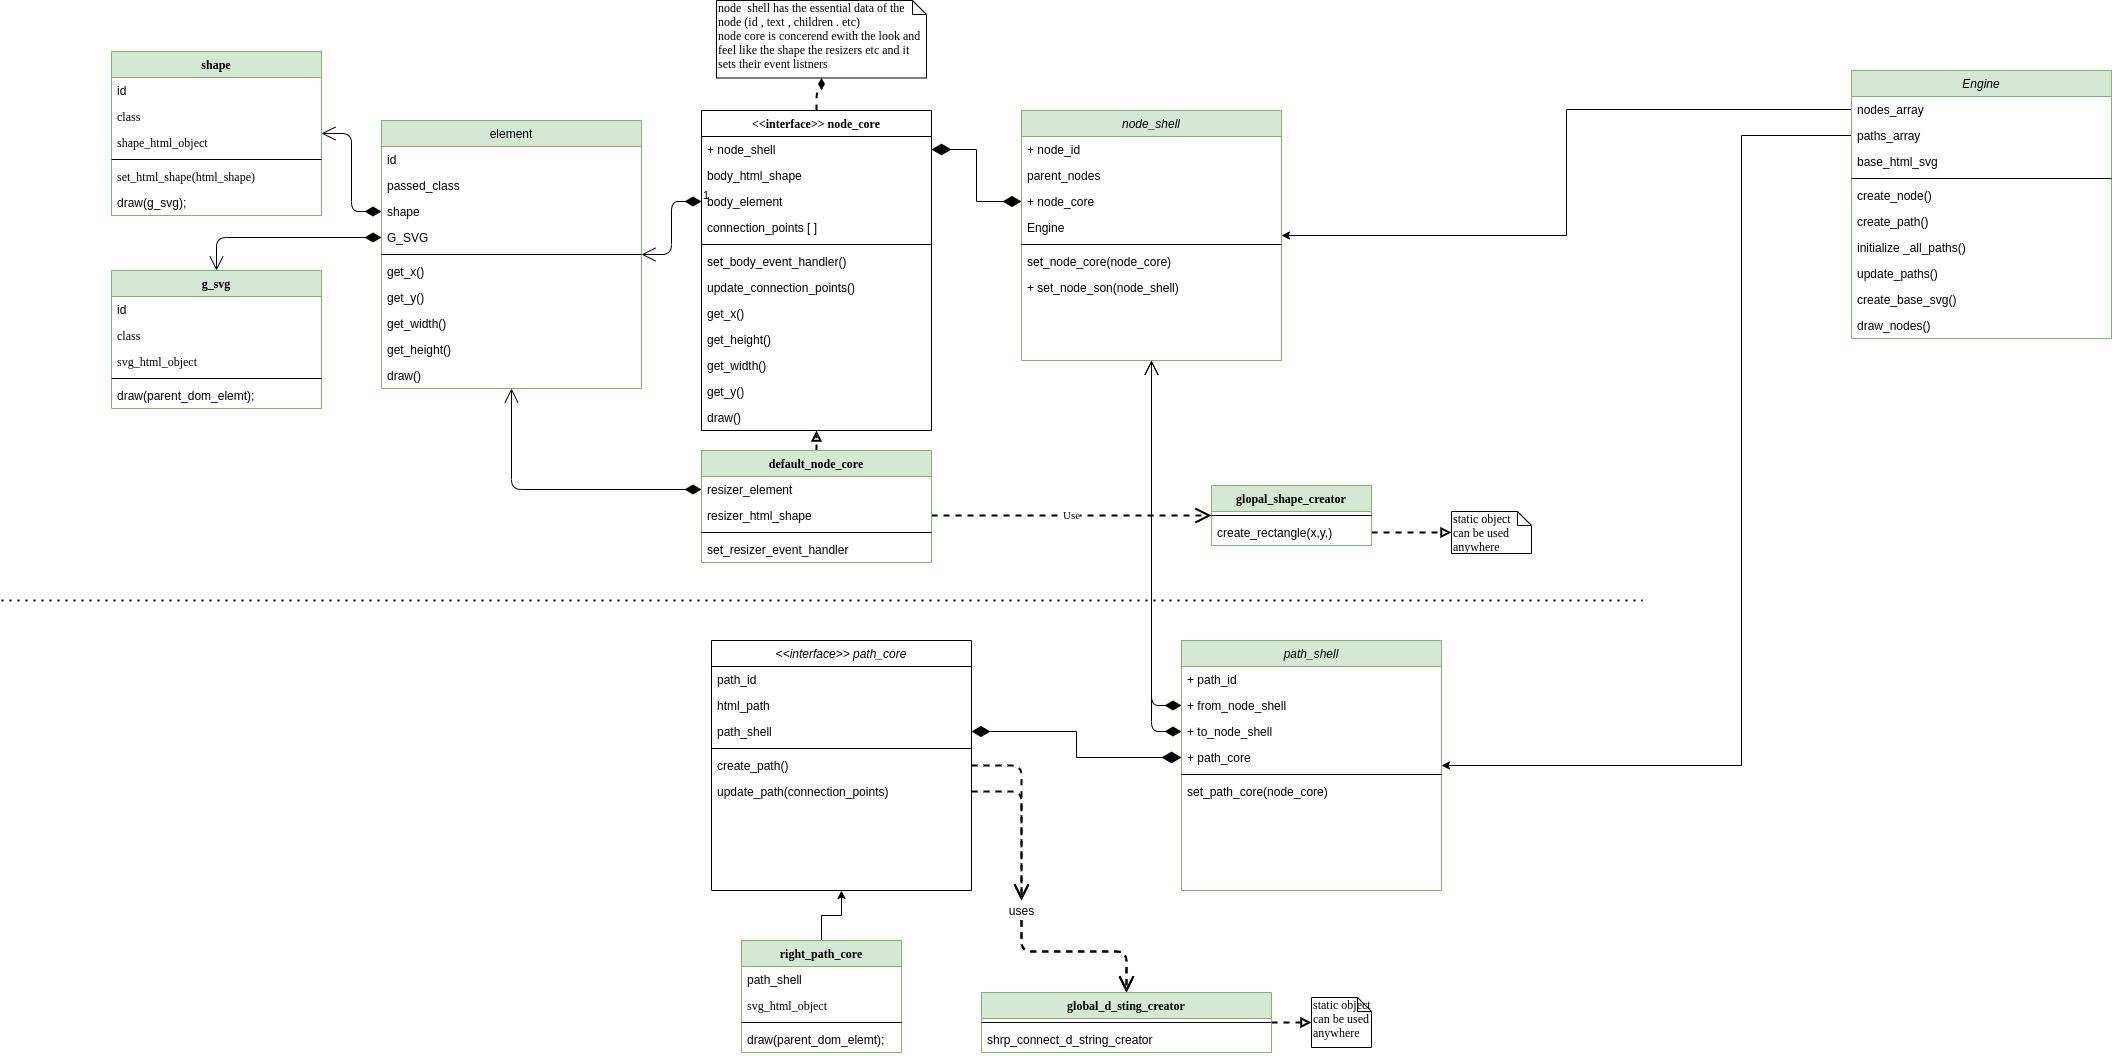 node shell has the essential data of the
node (id , text , children . etc)
node core is concerend ewith the look and
feel like the shape the resizers etc and it
sets their event listners
shape
id
class
shape_html_object
set_html_shape(html_shape)
draw(g_svg);
g_svg
id
class
svg_html_object
draw(parent_dom_elemt);
element
id
passed_class
shape
G_SVG
get_x()
get_y()
get_width()
get_height()
draw()
<<interface>> node_core
+ node_shell
body_html_shape
1
body_element
connection_points [ ]
set_body_event_handler()
update_connection_points()
get_x()
get_height()
get_width()
get_y()
draw()
default_node_core
resizer_element
resizer_html_shape
set_resizer_event_handler
node_shell
+ node_id
parent_nodes
+ node_core
Engine
set_node_core(node_core)
+ set_node_son(node_shell)
Engine
nodes_array
paths_array
base_html_svg
create_node()
create_path()
initialize _all_paths()
update_paths()
create_base_svg()
draw_nodes()
Use
glopal_shape_creator
create_rectangle(x,y,)
static object
can be used
anywhere
<<interface>> path_core
path_id
html_path
path_shell
create_path()
update_path(connection_points)
path_shell
+ path_id
+ from_node_shell
+ to_node_shell
+ path_core
set_path_core(node_core)
uses
right_path_core
path_shell
svg_html_object
draw(parent_dom_elemt);
global_d_sting_creator
shrp_connect_d_string_creator
static object
can be used
anywhere